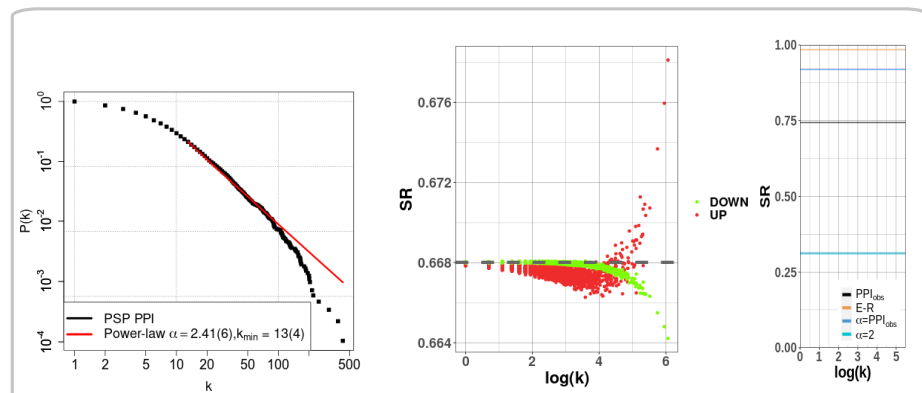 P(k)
10^0
10^-1
10^-2
10^-3
10^-4
PSP PPI
Power-law α=2.41(6),k_min = 13(4)
1 2 5 10 20 50 100 500
k
SR
0.676
0.672
0.668
0.664
0 2 4 6
log(k)
DOWN
UP
SR
1.00
0.75
0.50
0.25
0.00
PPI_obs
E-R
α=PPI_obs
α=2
0 1 2 3 4 5
log(k)